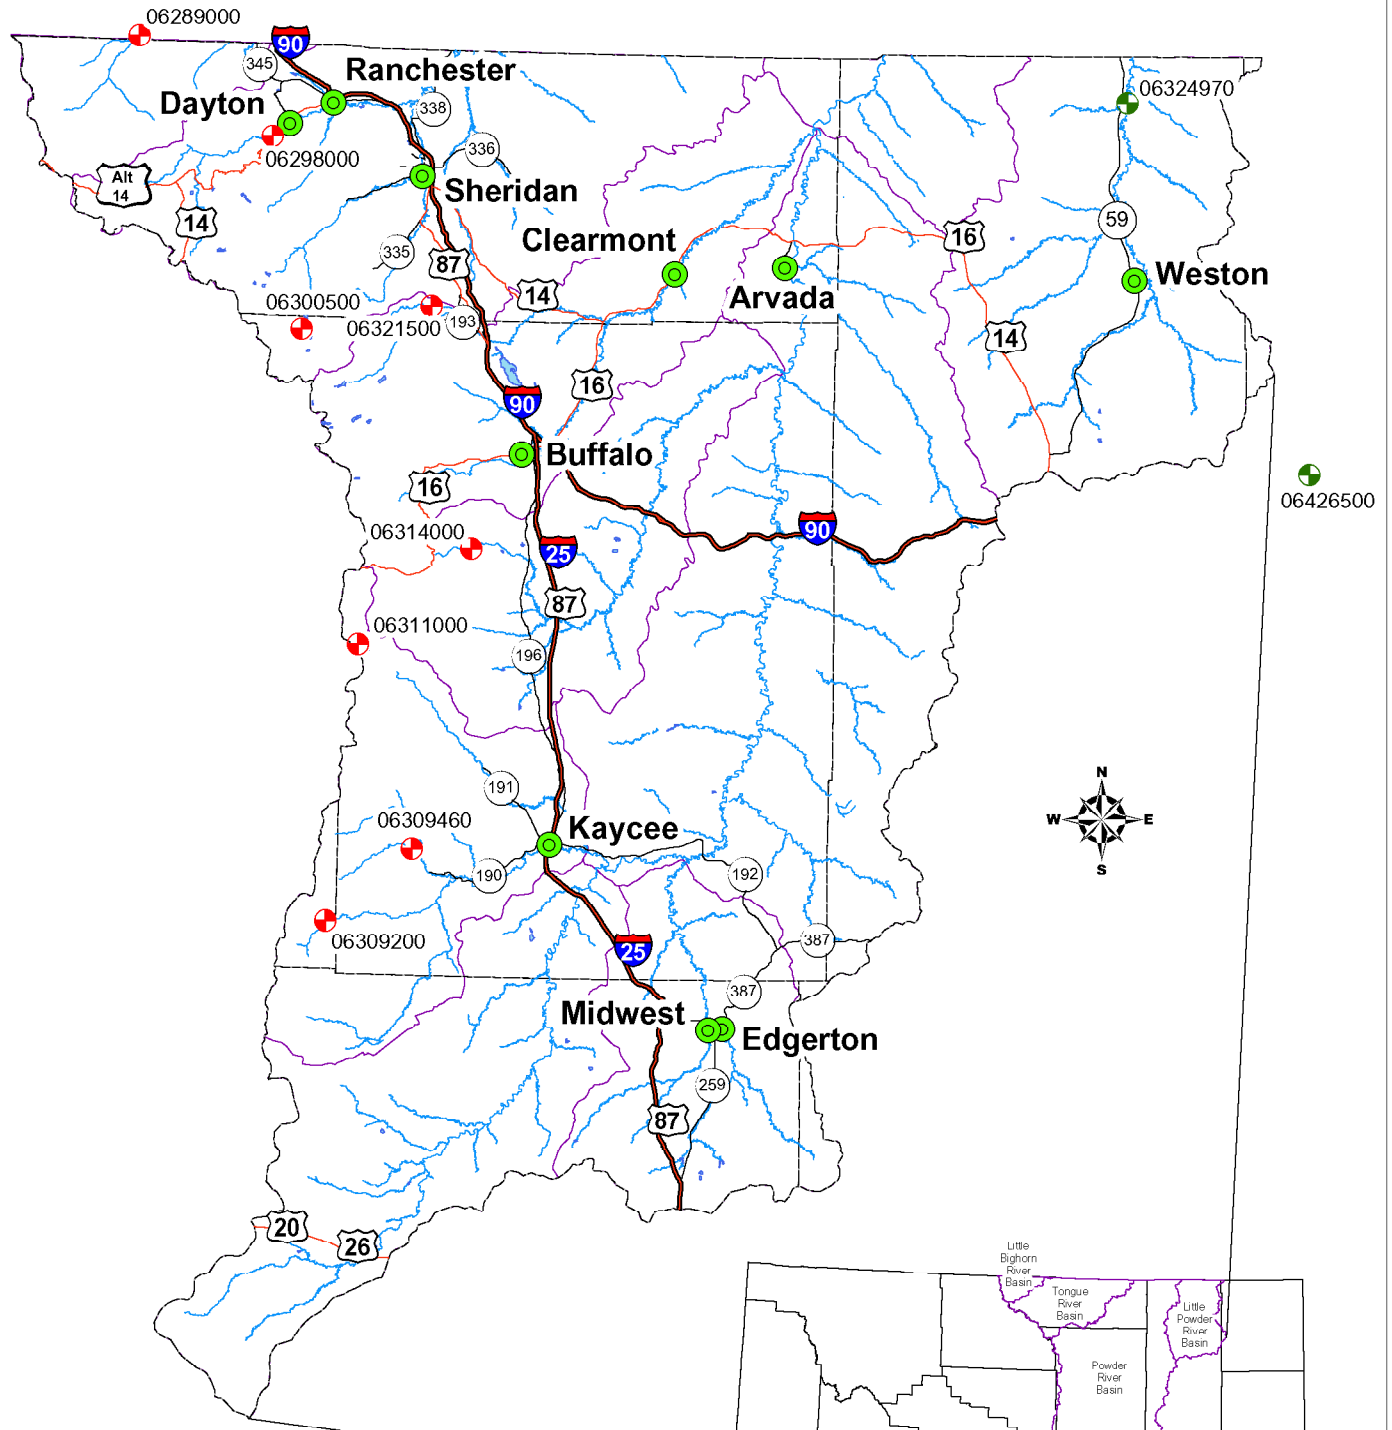 06289000
90
345
Ranchester
Dayton
338
06324970
336
06298000
Alt
14
Sheridan
14
59
Clearmont
16
335
87
Weston
14
Arvada
06300500
06321500
193
14
16
90
Buffalo
16
06426500
06314000
90
25
87
06311000
196
N
W
E
S
191
06309460
Kaycee
190
192
06309200
387
25
387
Midwest
Edgerton
259
87
20
26
Little
Bighorn
River
Basin
Tongue
River
Basin
Little
Powder
River
Basin
Powder
River
Basin